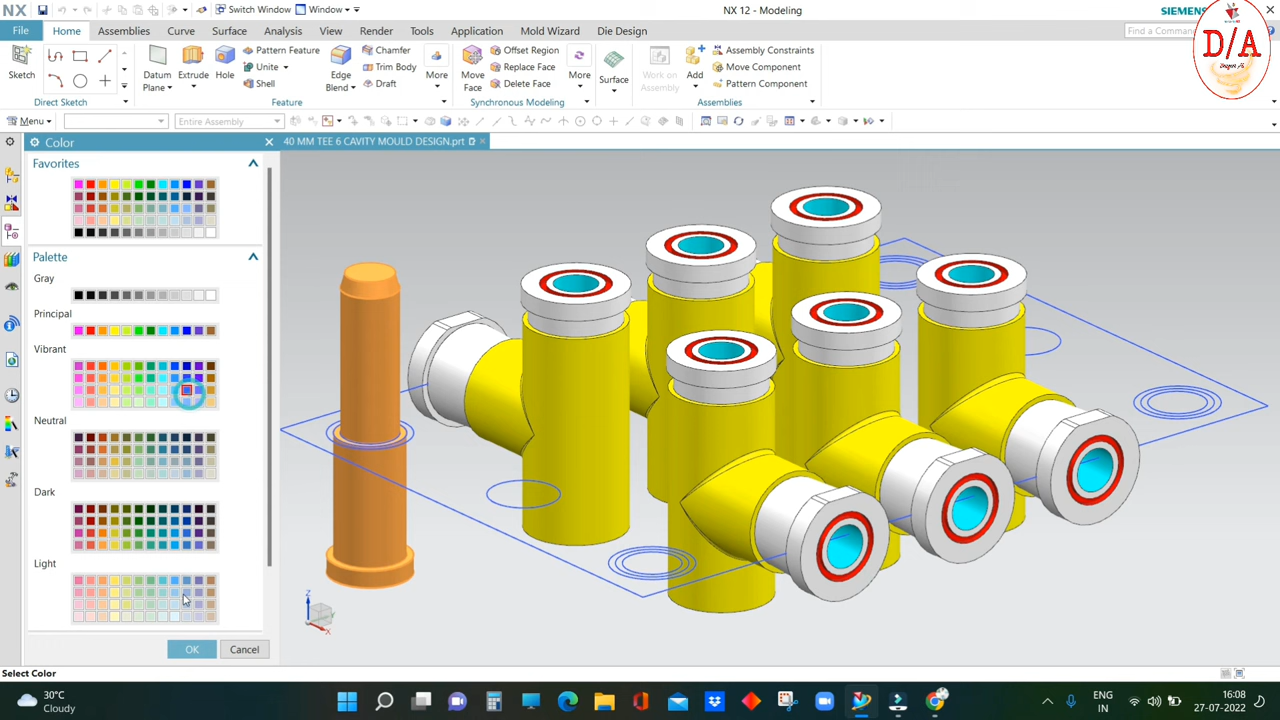 NX
Switch Window
Window
NX 12 - Modeling
SIEMENS
File
Home
Assemblies
Curve
Surface
Analysis
View
Render
Tools
Application
Mold Wizard
Die Design
Find a Command
Sketch
Datum Plane
Extrude
Hole
Pattern Feature
Unite
Shell
Edge Blend
Chamfer
Trim Body
Draft
More
Move Face
Offset Region
Replace Face
Delete Face
More
Surface
Work on Assembly
Add
Assembly Constraints
Move Component
Pattern Component
Direct Sketch
Feature
Synchronous Modeling
Assemblies
D/A
Menu
Entire Assembly
Color
40 MM TEE 6 CAVITY MOULD DESIGN.prt
Favorites
Palette
Gray
Principal
Vibrant
Neutral
Dark
Light
OK
Cancel
Z
X
Select Color
30°C
Cloudy
ENG
IN
16:08
27-07-2022